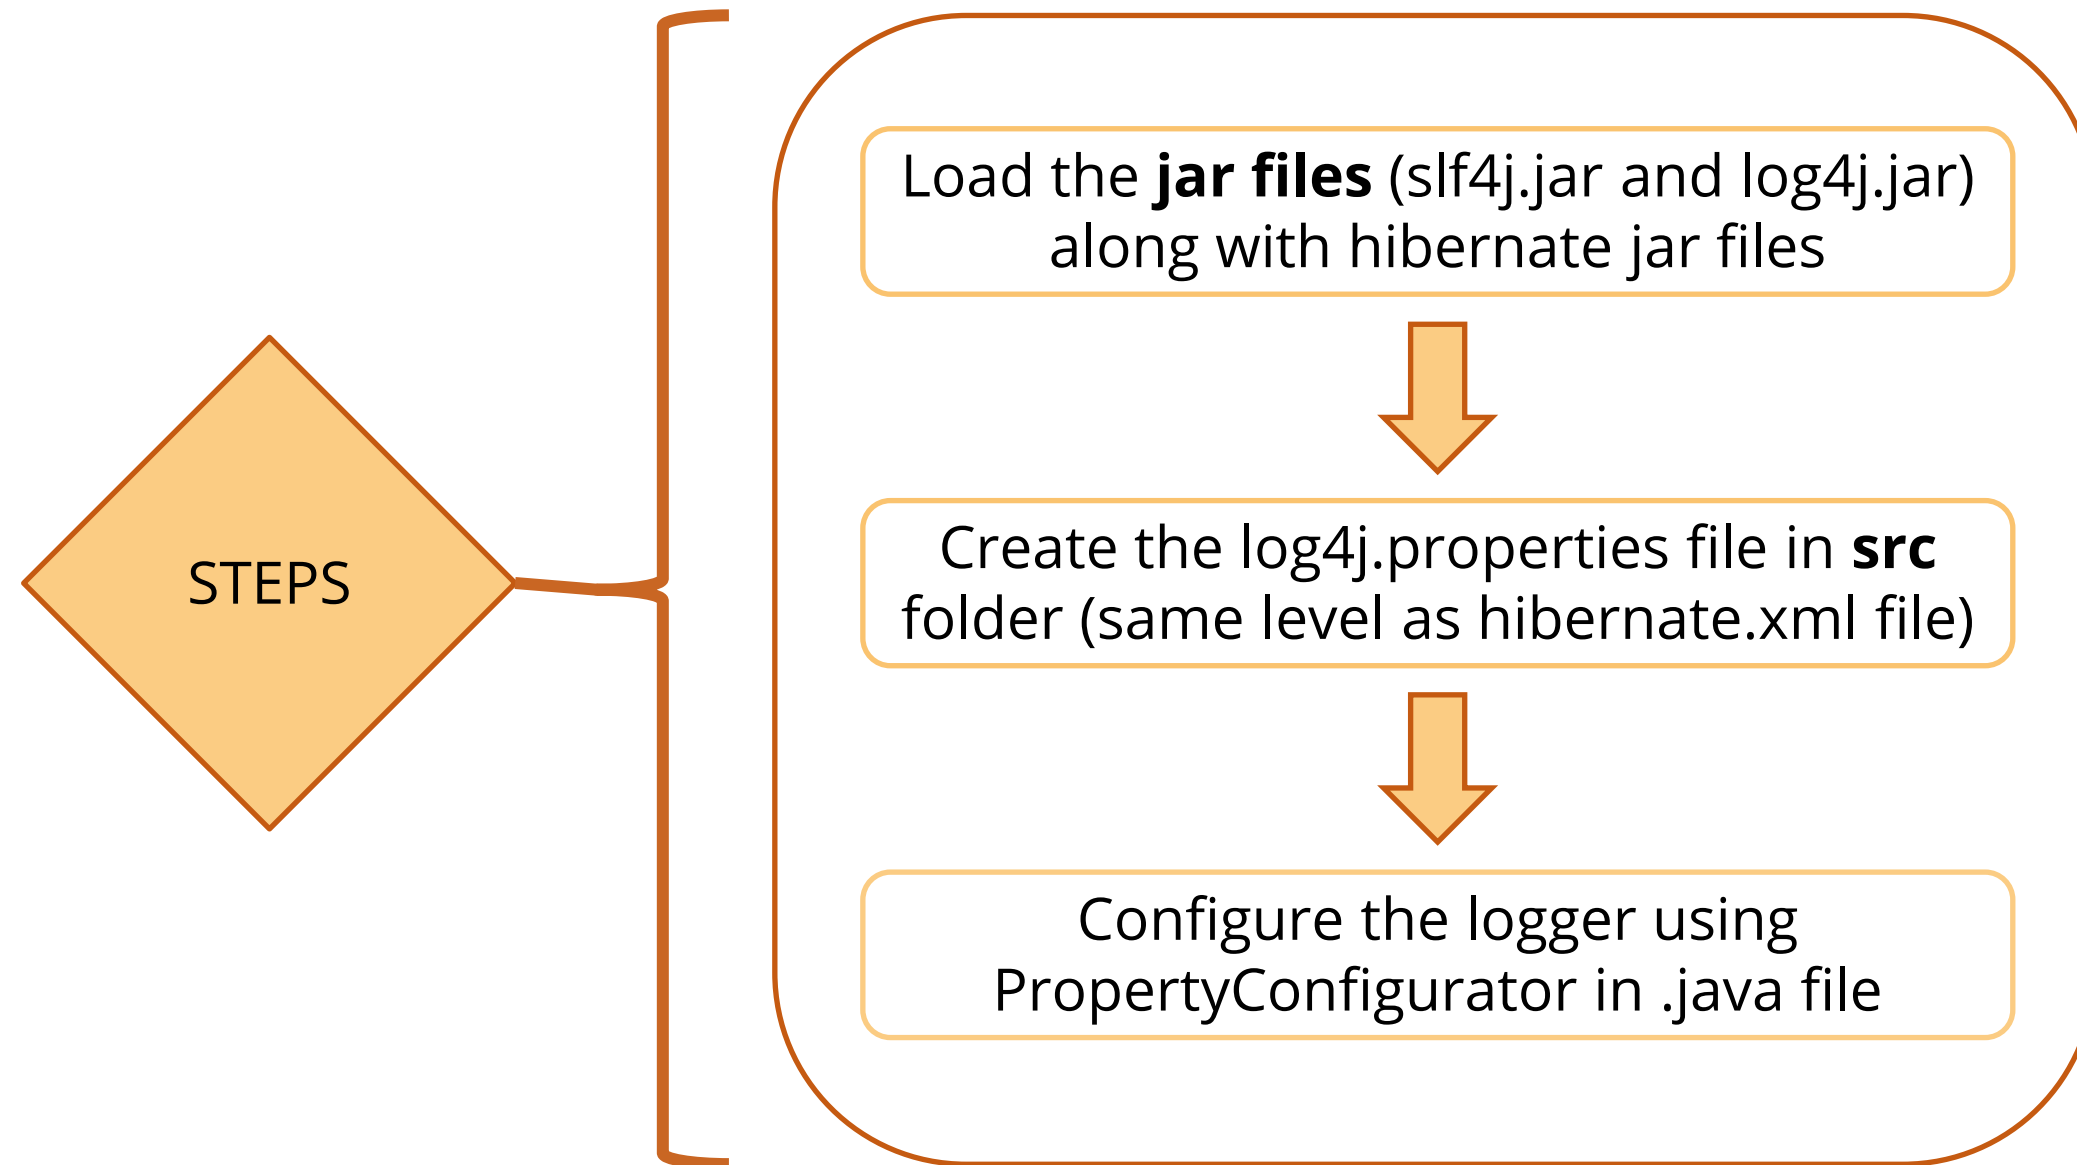 Load the jar files (slf4j.jar and log4j.jar)
along with hibernate jar files
STEPS
Create the log4j.properties file in src
folder (same level as hibernate.xml file)
Configure the logger using
PropertyConfigurator in .java file